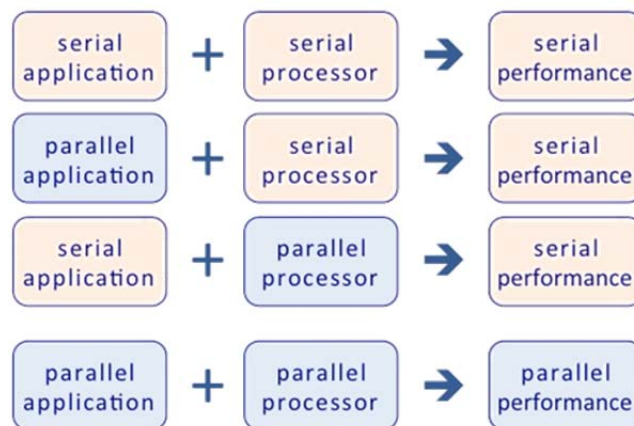 serial application + serial processor → serial performance
parallel application + serial processor → serial performance
serial application + parallel processor → serial performance
parallel application + parallel processor → parallel performance